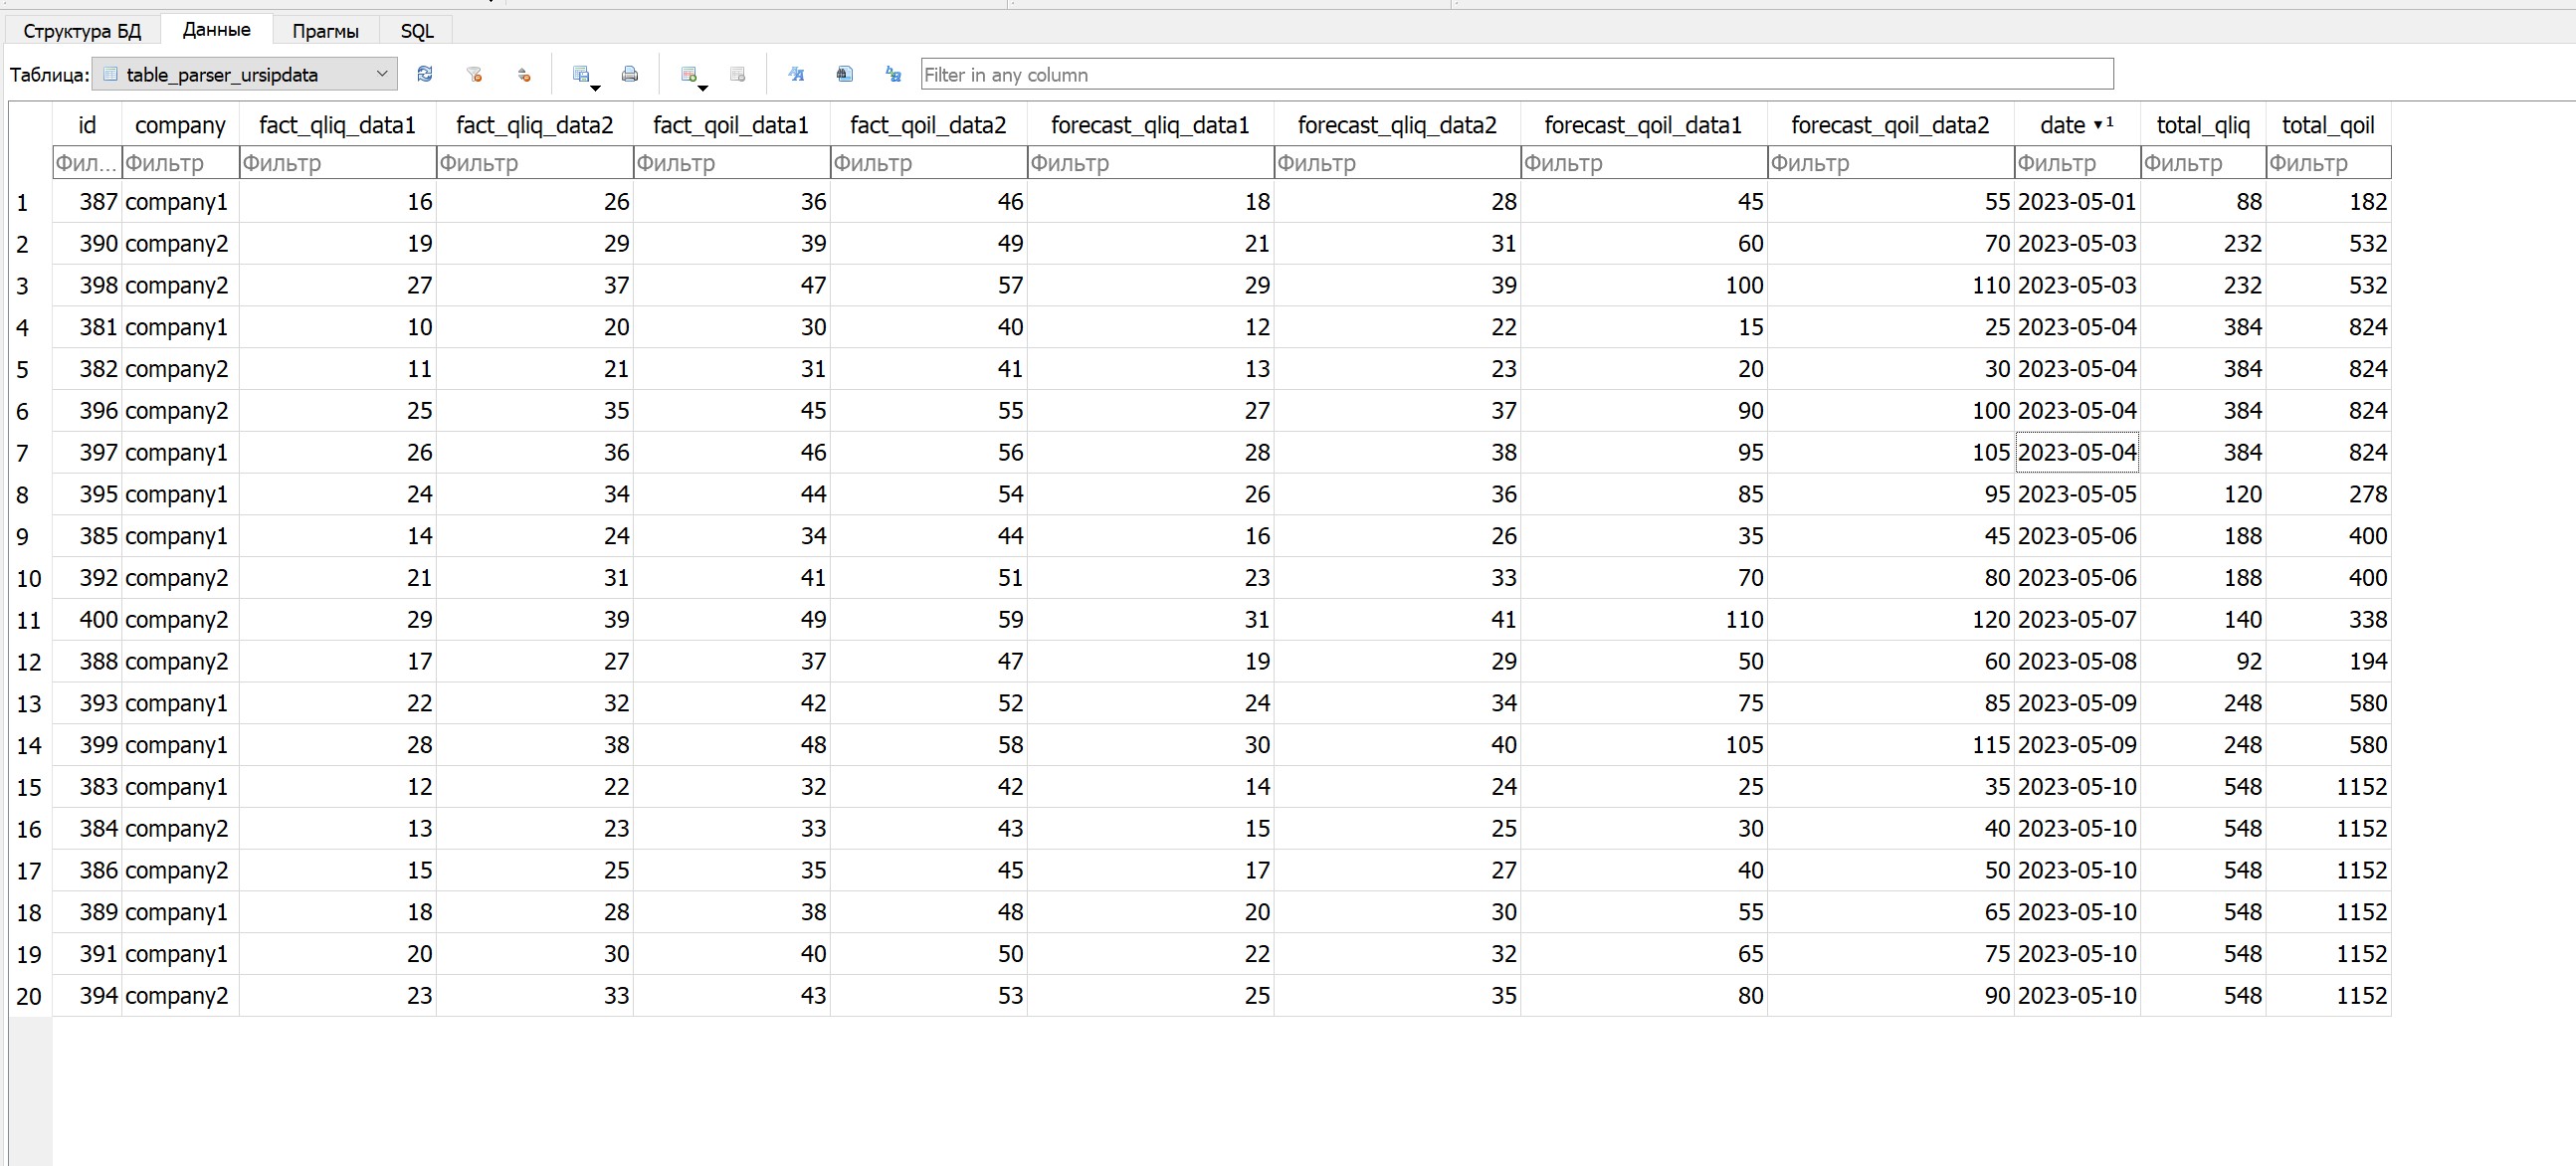 Структура БД Данные Прагмы SQL
Таблица: table_parser_ursipdata Filter in any column
id company fact_qliq_data1 fact_qliq_data2 fact_qoil_data1 fact_qoil_data2 forecast_qliq_data1 forecast_qliq_data2 forecast_qoil_data1 forecast_qoil_data2 date ▾1 total_qliq total_qoil
Фил... Фильтр Фильтр Фильтр Фильтр Фильтр Фильтр Фильтр Фильтр Фильтр Фильтр Фильтр Фильтр
1 387 company1 16 26 36 46 18 28 45 55 2023-05-01 88 182
2 390 company2 19 29 39 49 21 31 60 70 2023-05-03 232 532
3 398 company2 27 37 47 57 29 39 100 110 2023-05-03 232 532
4 381 company1 10 20 30 40 12 22 15 25 2023-05-04 384 824
5 382 company2 11 21 31 41 13 23 20 30 2023-05-04 384 824
6 396 company2 25 35 45 55 27 37 90 100 2023-05-04 384 824
7 397 company1 26 36 46 56 28 38 95 105 2023-05-04 384 824
8 395 company1 24 34 44 54 26 36 85 95 2023-05-05 120 278
9 385 company1 14 24 34 44 16 26 35 45 2023-05-06 188 400
10 392 company2 21 31 41 51 23 33 70 80 2023-05-06 188 400
11 400 company2 29 39 49 59 31 41 110 120 2023-05-07 140 338
12 388 company2 17 27 37 47 19 29 50 60 2023-05-08 92 194
13 393 company1 22 32 42 52 24 34 75 85 2023-05-09 248 580
14 399 company1 28 38 48 58 30 40 105 115 2023-05-09 248 580
15 383 company1 12 22 32 42 14 24 25 35 2023-05-10 548 1152
16 384 company2 13 23 33 43 15 25 30 40 2023-05-10 548 1152
17 386 company2 15 25 35 45 17 27 40 50 2023-05-10 548 1152
18 389 company1 18 28 38 48 20 30 55 65 2023-05-10 548 1152
19 391 company1 20 30 40 50 22 32 65 75 2023-05-10 548 1152
20 394 company2 23 33 43 53 25 35 80 90 2023-05-10 548 1152